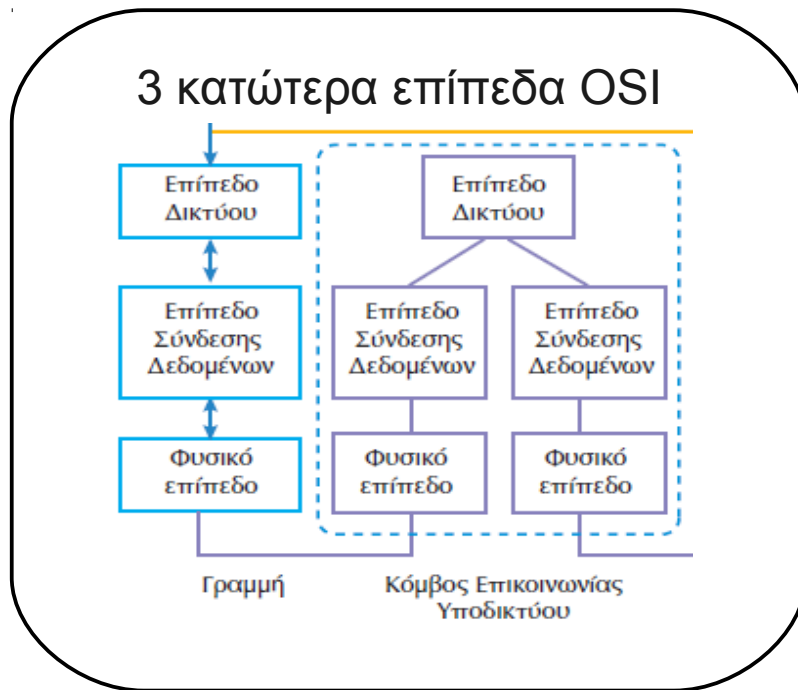 3 κατώτερα επίπεδα OSI
Επίπεδο
Δικτύου
Επίπεδο
Δικτύου
Επίπεδο
Σύνδεσης
Δεδομένων
Επίπεδο
Σύνδεσης
Δεδομένων
Επίπεδο
Σύνδεσης
Δεδομένων
Φυσικό
επίπεδο
Φυσικό
επίπεδο
Φυσικό
επίπεδο
Γραμμή
Κόμβος Επικοινωνίας
Υποδικτύου